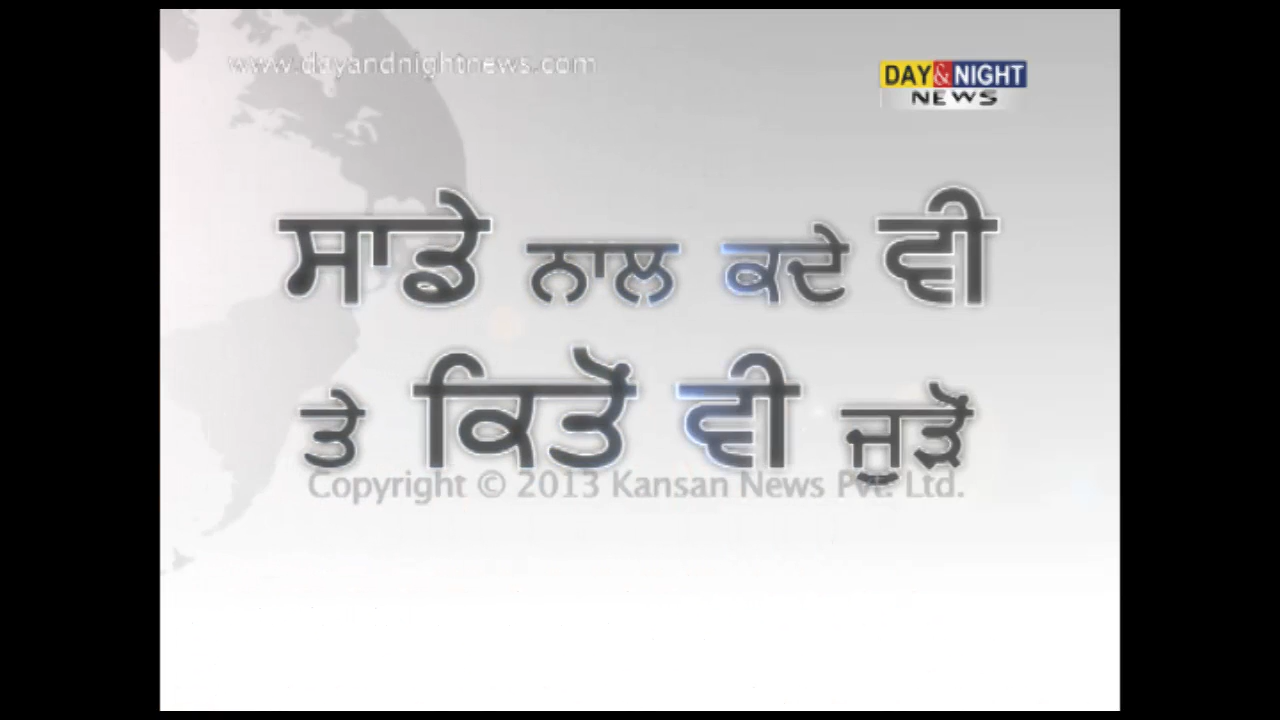 www.dayandnightnews.com
DAY&NIGHT
NEWS
ਸਾਡੇ ਨਾਲ ਕਦੇ ਵੀ
ਤੇ ਕਿਤੋਂ ਵੀ ਜੁੜੋਂ
Copyright © 2013 Kansan News Pvt. Ltd.